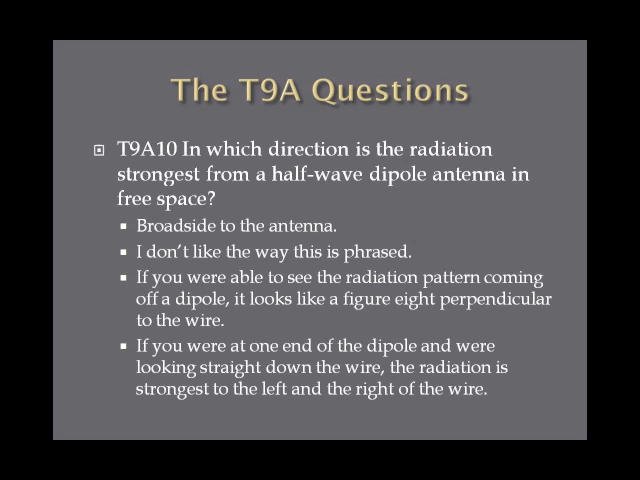 The T9A Questions
T9A10 In which direction is the radiation
strongest from a half-wave dipole antenna in
free space?
Broadside to the antenna.
I don't like the way this is phrased.
If you were able to see the radiation pattern coming
off a dipole, it looks like a figure eight perpendicular
to the wire.
If you were at one end of the dipole and were
looking straight down the wire, the radiation is
strongest to the left and the right of the wire.